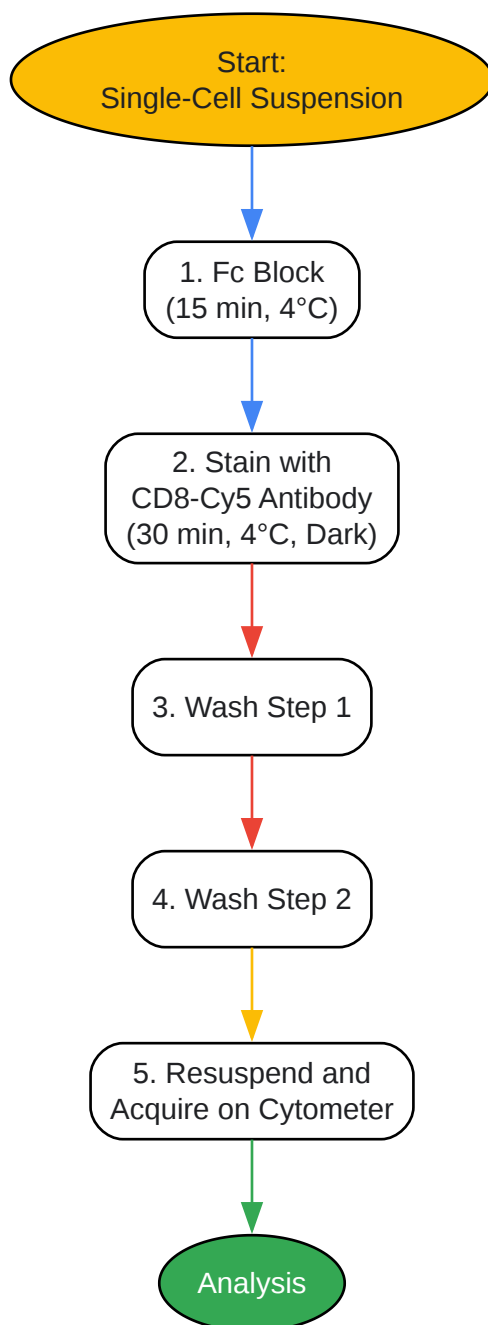 Start:
Single-Cell Suspension
1. Fc Block
(15 min, 4°C)
2. Stain with
CD8-Cy5 Antibody
(30 min, 4°C, Dark)
3. Wash Step 1
4. Wash Step 2
5. Resuspend and
Acquire on Cytometer
Analysis